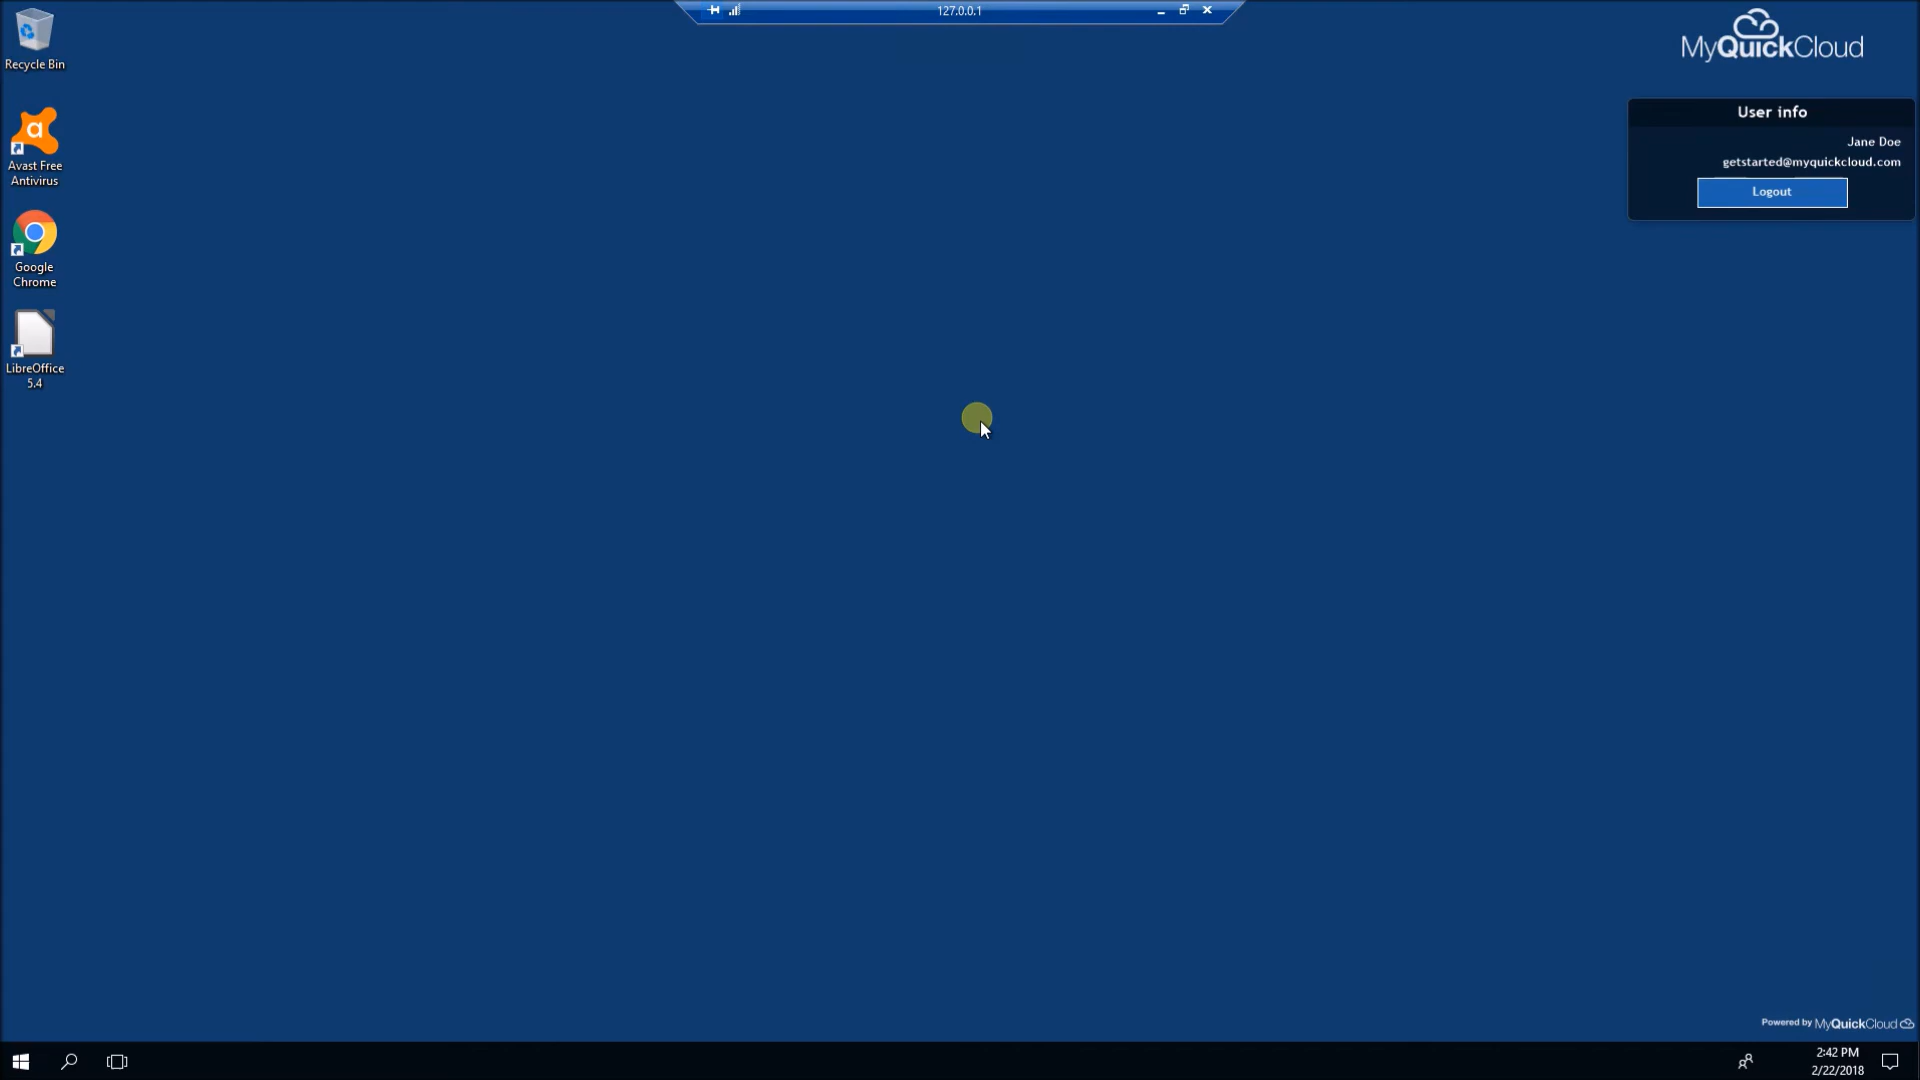 127.0.0.1
MyQuickCloud
Recycle Bin
Avast Free
Antivirus
Google
Chrome
LibreOffice
5.4
User info
Jane Doe
getstarted@myquickcloud.com
Logout
Powered by MyQuickCloud
2:42 PM
2/22/2018